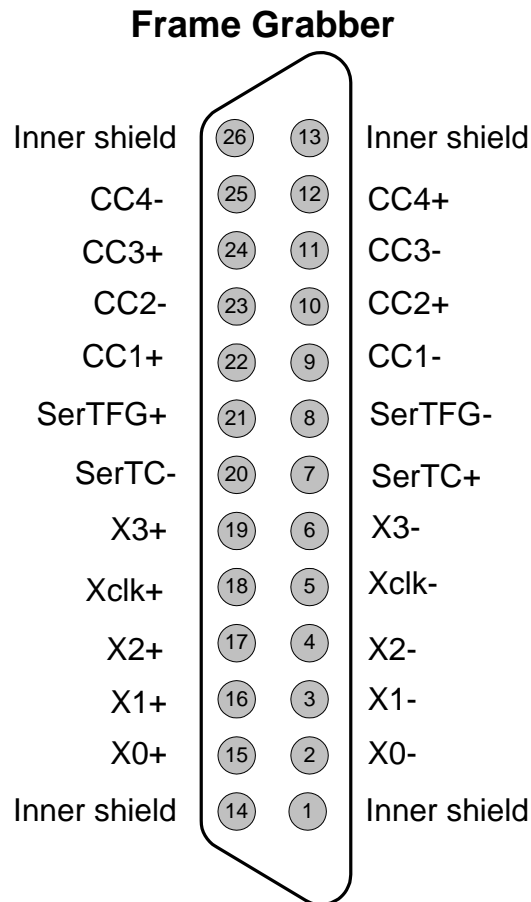 Frame Grabber
Inner shield 26 13 Inner shield
CC4- 25 12 CC4+
CC3+ 24 11 CC3-
CC2- 23 10 CC2+
CC1+ 22 9 CC1-
SerTFG+ 21 8 SerTFG-
SerTC- 20 7 SerTC+
X3+ 19 6 X3-
Xclk+ 18 5 Xclk-
X2+ 17 4 X2-
X1+ 16 3 X1-
X0+ 15 2 X0-
Inner shield 14 1 Inner shield